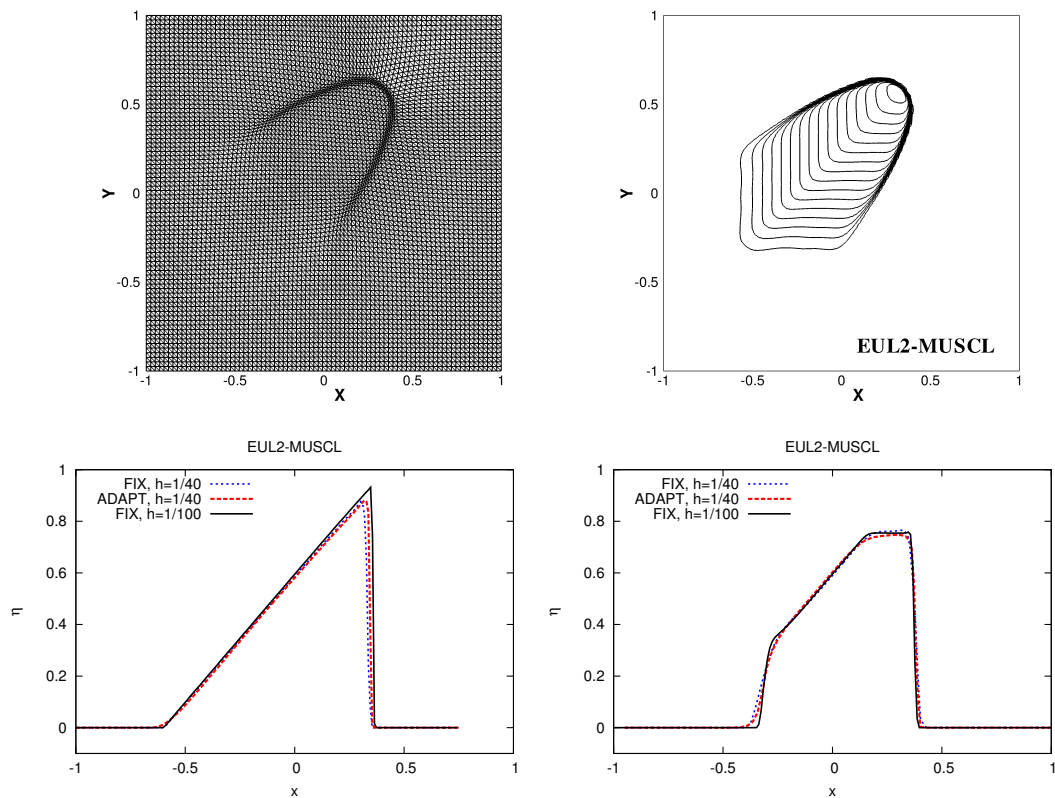 1
0.5
0
-0.5
-1
-1
-0.5
0
0.5
1
Y
X
1
0.5
0
-0.5
-1
-1
-0.5
0
0.5
1
Y
X
EUL2-MUSCL
EUL2-MUSCL
FIX, h=1/40
ADAPT, h=1/40
FIX, h=1/100
1
0.8
0.6
0.4
0.2
0
-1
-0.5
0
0.5
1
η
x
EUL2-MUSCL
FIX, h=1/40
ADAPT, h=1/40
FIX, h=1/100
1
0.8
0.6
0.4
0.2
0
-1
-0.5
0
0.5
1
η
x